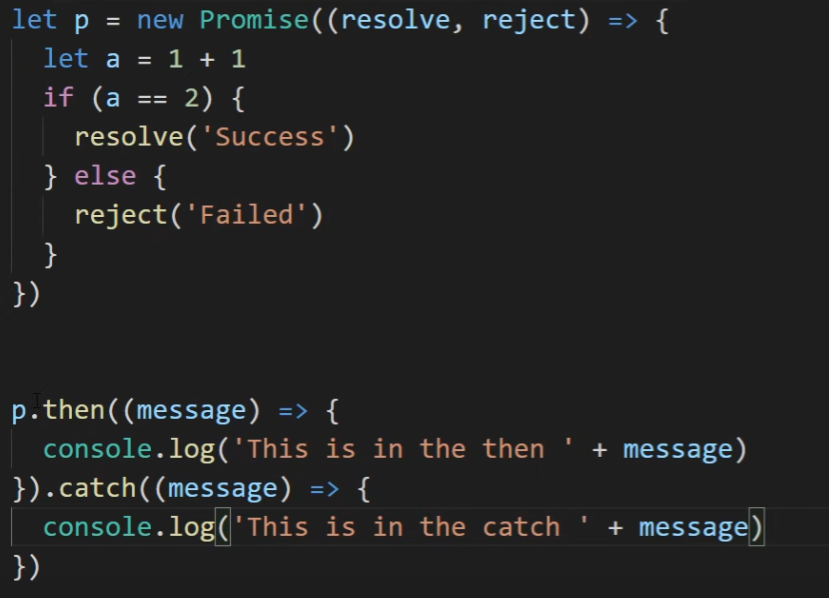 let p = new Promise((resolve, reject) => {
  let a = 1 + 1
  if (a == 2) {
    resolve('Success')
  } else {
    reject('Failed')
  }
})
p.then((message) => {
  console.log('This is in the then ' + message)
}).catch((message) => {
  console.log('This is in the catch ' + message)
})